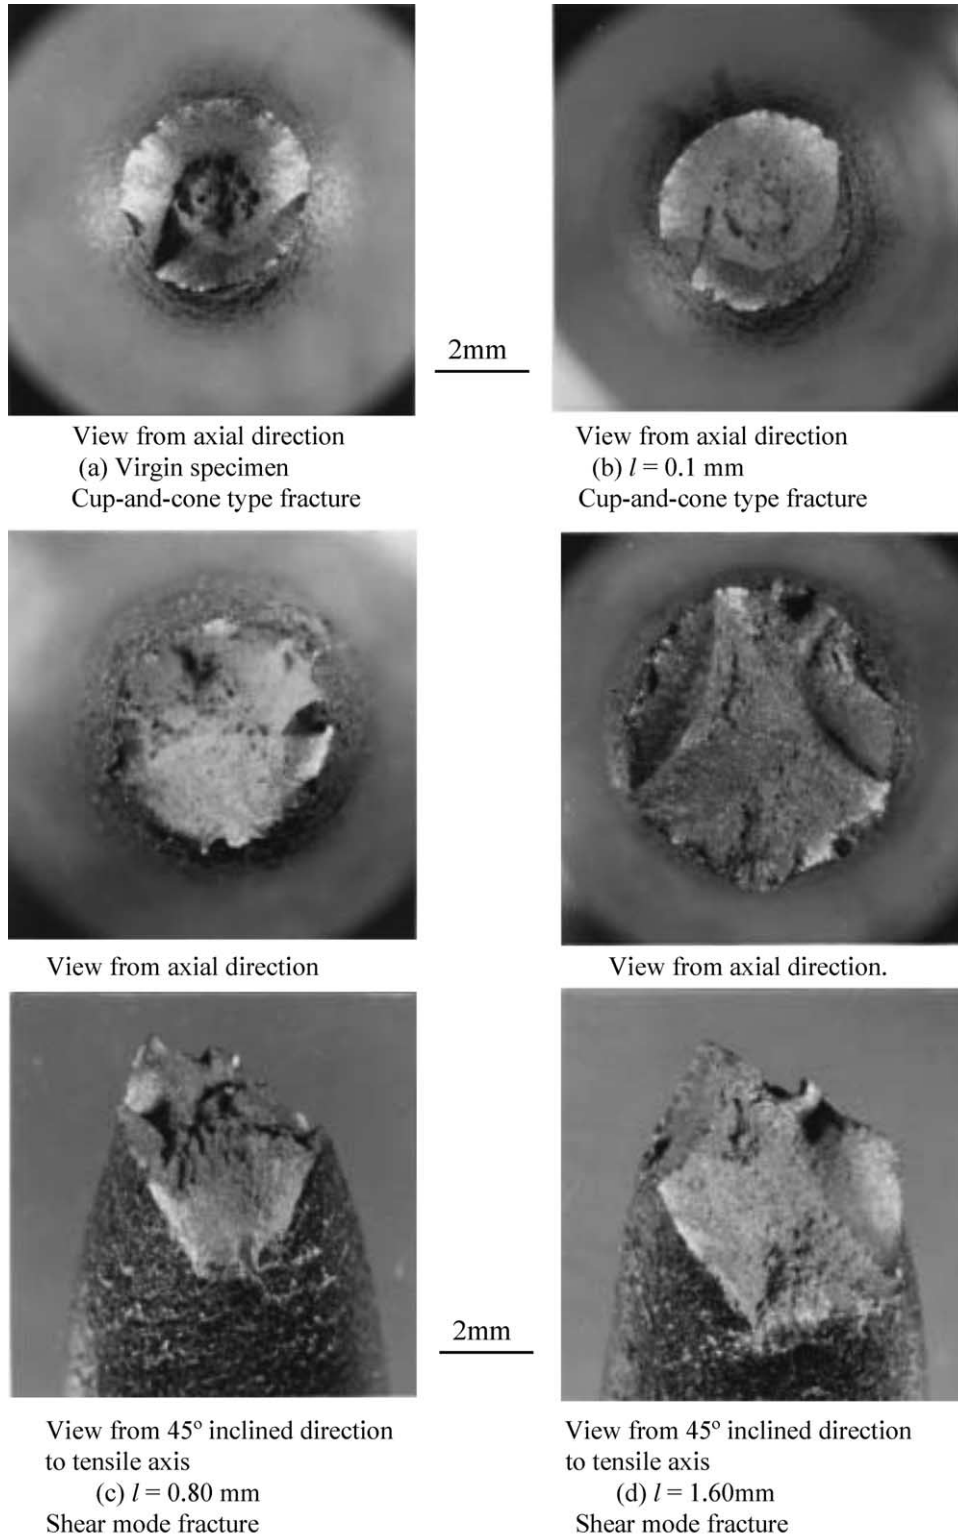 2mm
View from axial direction
(a) Virgin specimen
Cup-and-cone type fracture
View from axial direction
(b) l = 0.1 mm
Cup-and-cone type fracture
View from axial direction
View from axial direction.
2mm
View from 45º inclined direction
to tensile axis
(c) l = 0.80 mm
Shear mode fracture
View from 45º inclined direction
to tensile axis
(d) l = 1.60mm
Shear mode fracture